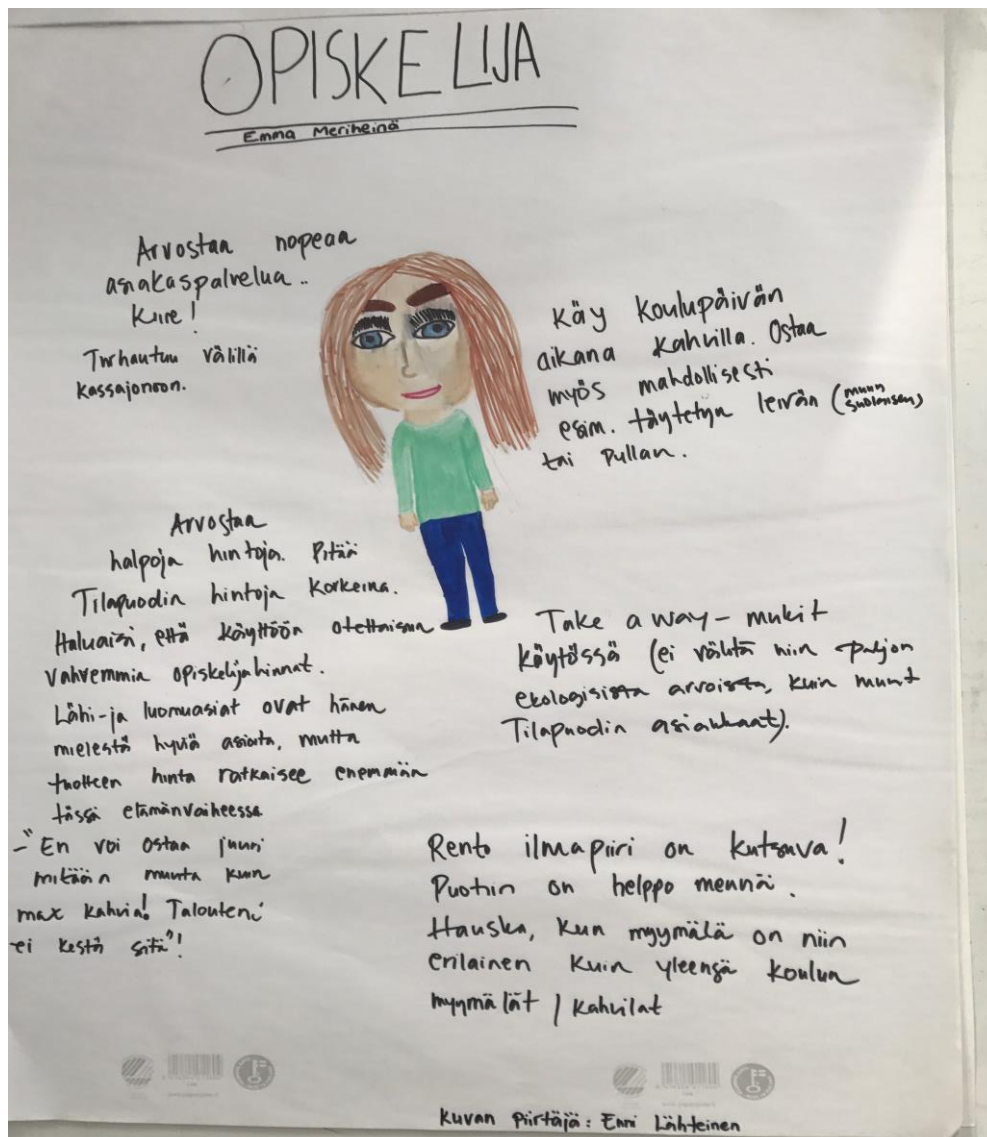 OPISKELIJA
Emma Meriheinä
Arvostaa nopeaa
asiakaspalvelua..
Kiire!
Turhautuu välillä
kassajonoon.
Käy koulupäivän
aikana kahvilla. Ostaa
myös mahdollisesti
esim. täytetyn leivän (muun suolaisen)
tai pullan.
Arvostaa
halpoja hintoja. Pitää
Tilapuodin hintoja korkeina.
Haluaisi, että käyttöön otettaisiin
vahvemmin opiskelijahinnat.
Lähi-ja luomuasiat ovat hänen
mielestä hyviä asioita, mutta
tuotteen hinta ratkaisee enemmän
tässä elämänvaiheessa.
-"En voi ostaa juuri
mitään muuta kuin
max kahvia! Talouteni
ei kestä sitä"!
Take a way - mukit
käytössä (ei välitä niin paljon
ekologisista arvoista, kuin muut
Tilapuodin asiakkaat).
Rento ilmapiiri on kutsuva!
Puotiin on helppo mennä.
Hauska, kun myymälä on niin
erilainen kuin yleensä koulun
myymälät / kahvilat
Kuvan piirtäjä: Enni Lähteinen